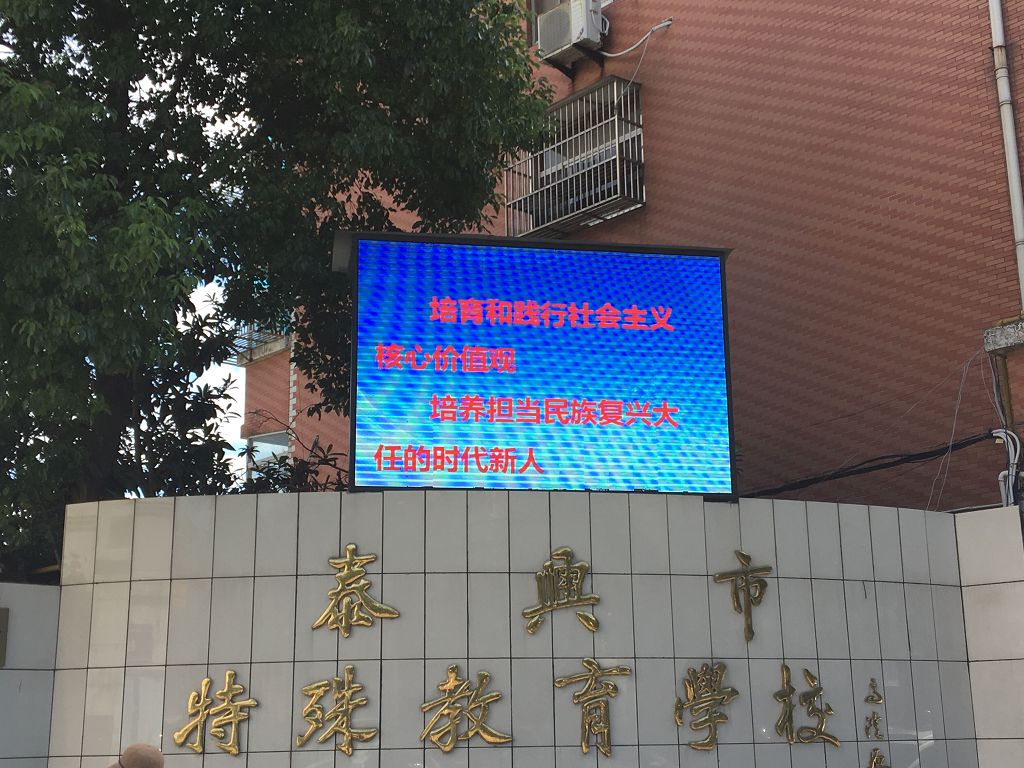 培育和践行社会主义
核心价值观
培养担当民族复兴大
任的时代新人
泰興市
特殊教育學校